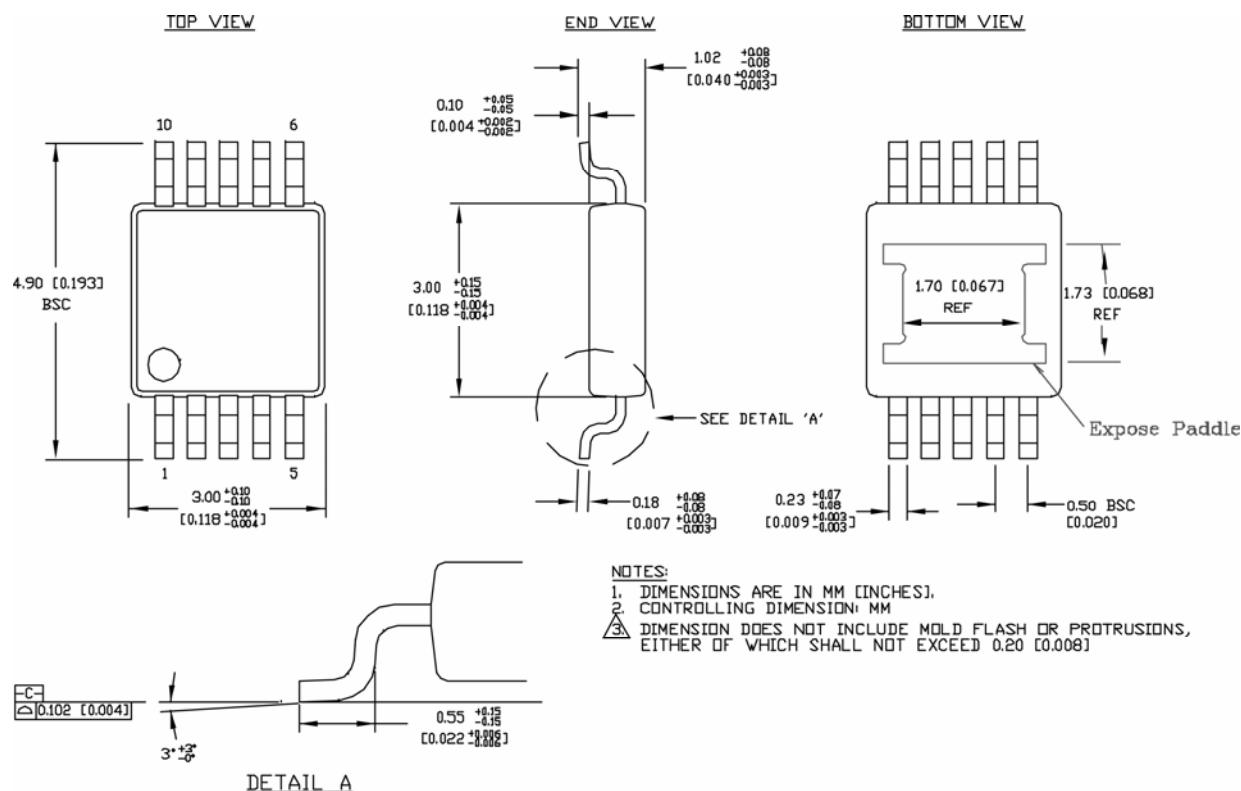 TOP VIEW
END VIEW
BOTTOM VIEW
1.02 +0.08 -0.08
[0.040 +0.003 -0.003]
0.10 +0.05 -0.05
[0.004 +0.002 -0.002]
10
6
4.90 [0.193]
BSC
3.00 +0.15 -0.15
[0.118 +0.004 -0.004]
1.70 [0.067]
REF
1.73 [0.068]
REF
SEE DETAIL 'A'
Expose Paddle
1
5
3.00 +0.10 -0.10
[0.118 +0.004 -0.004]
0.18 +0.08 -0.08
[0.007 +0.003 -0.003]
0.23 +0.07 -0.08
[0.009 +0.003 -0.003]
0.50 BSC
[0.020]
NOTES:
1. DIMENSIONS ARE IN MM [INCHES].
2. CONTROLLING DIMENSION: MM
3. DIMENSION DOES NOT INCLUDE MOLD FLASH OR PROTRUSIONS,
EITHER OF WHICH SHALL NOT EXCEED 0.20 [0.008]
-C-
0.102 [0.004]
0.55 +0.15 -0.15
[0.022 +0.006 -0.006]
3° +3° -0°
DETAIL A